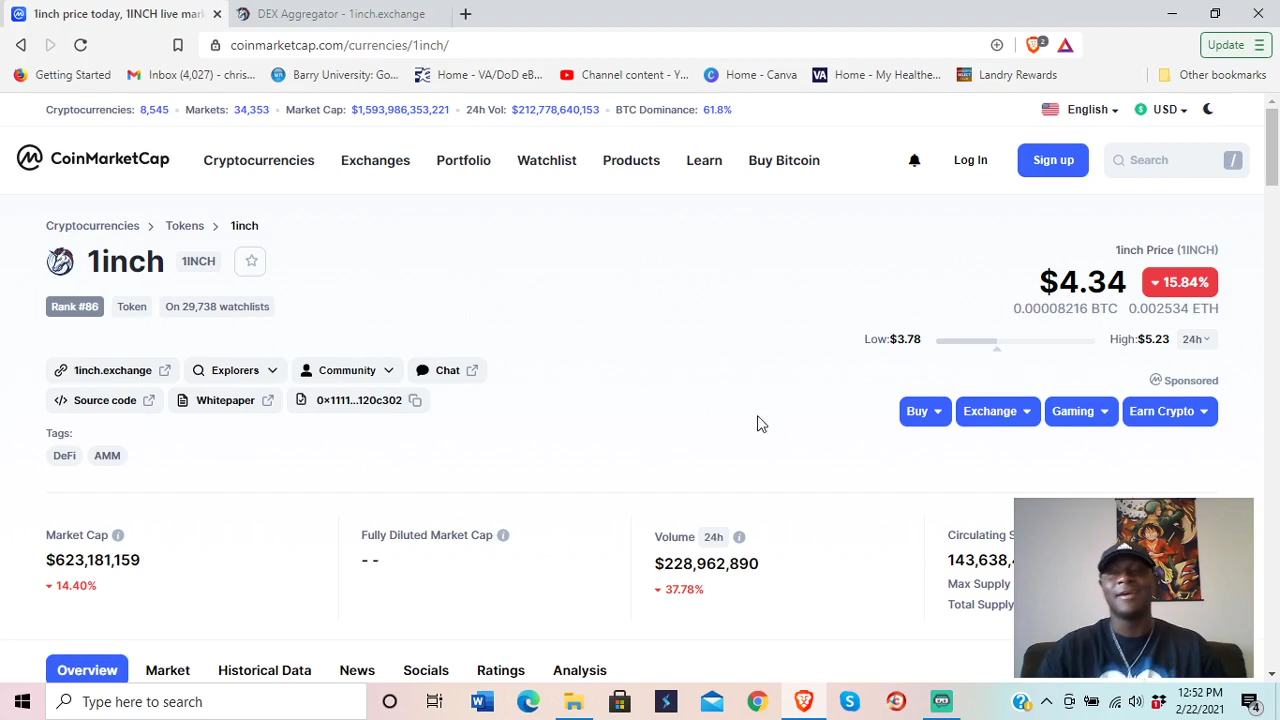 1inch price today, 1INCH live mar
DEX Aggregator - 1inch.exchange
coinmarketcap.com/currencies/1inch/
2
Update
Getting Started
Inbox (4,027) - chris...
Barry University: Go...
Home - VA/DoD eB...
Channel content - Y...
Home - Canva
Home - My Healthe...
Landry Rewards
Other bookmarks
Cryptocurrencies: 8,545
Markets: 34,353
Market Cap: $1,593,986,353,221
24h Vol: $212,778,640,153
BTC Dominance: 61.8%
English
USD
CoinMarketCap
Cryptocurrencies
Exchanges
Portfolio
Watchlist
Products
Learn
Buy Bitcoin
Log In
Sign up
Search
/
Cryptocurrencies > Tokens > 1inch
1inch 1INCH
1inch Price (1INCH)
$4.34 15.84%
Rank #86
Token
On 29,738 watchlists
0.00008216 BTC 0.002534 ETH
Low:$3.78
High:$5.23
24h
1inch.exchange
Explorers
Community
Chat
Sponsored
Source code
Whitepaper
0x1111...120c302
Buy
Exchange
Gaming
Earn Crypto
Tags:
DeFi
AMM
Market Cap
$623,181,159
14.40%
Fully Diluted Market Cap
- -
Volume 24h
$228,962,890
37.78%
Circulating S
143,638,
Max Supply
Total Supply
Overview
Market
Historical Data
News
Socials
Ratings
Analysis
Type here to search
12:52 PM
2/22/2021
4